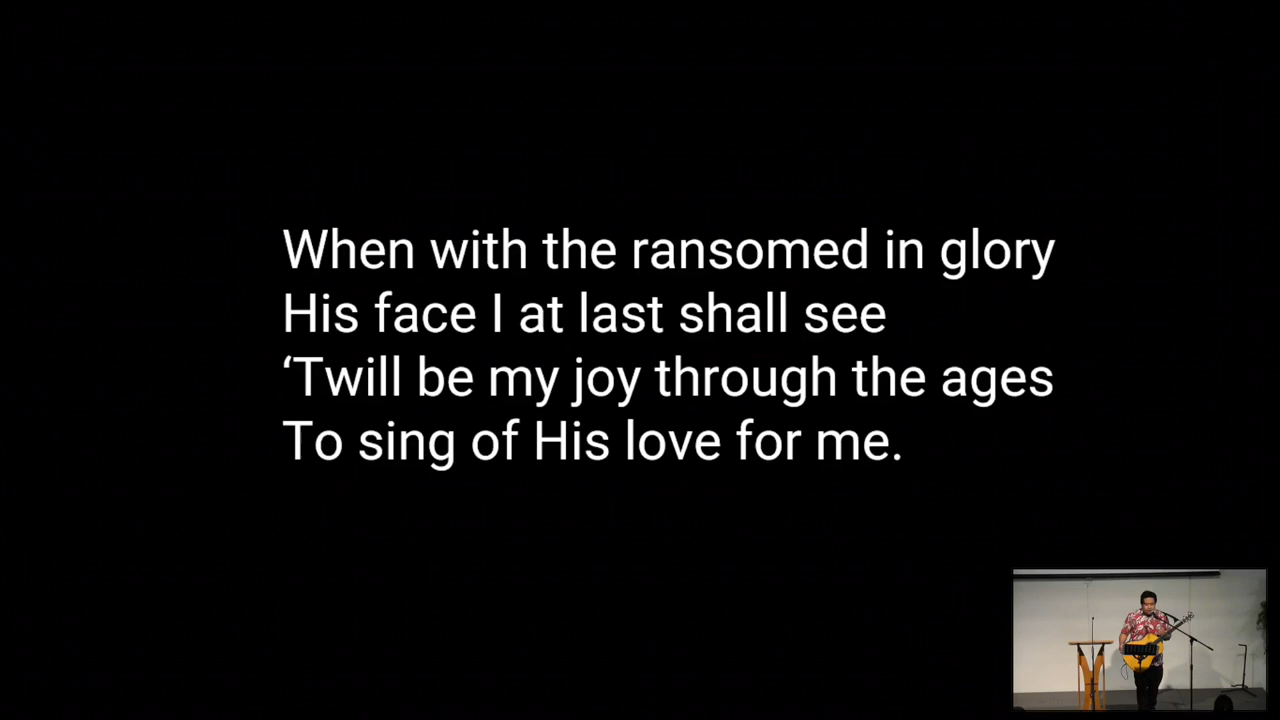 When with the ransomed in glory
His face I at last shall see
‘Twill be my joy through the ages
To sing of His love for me.